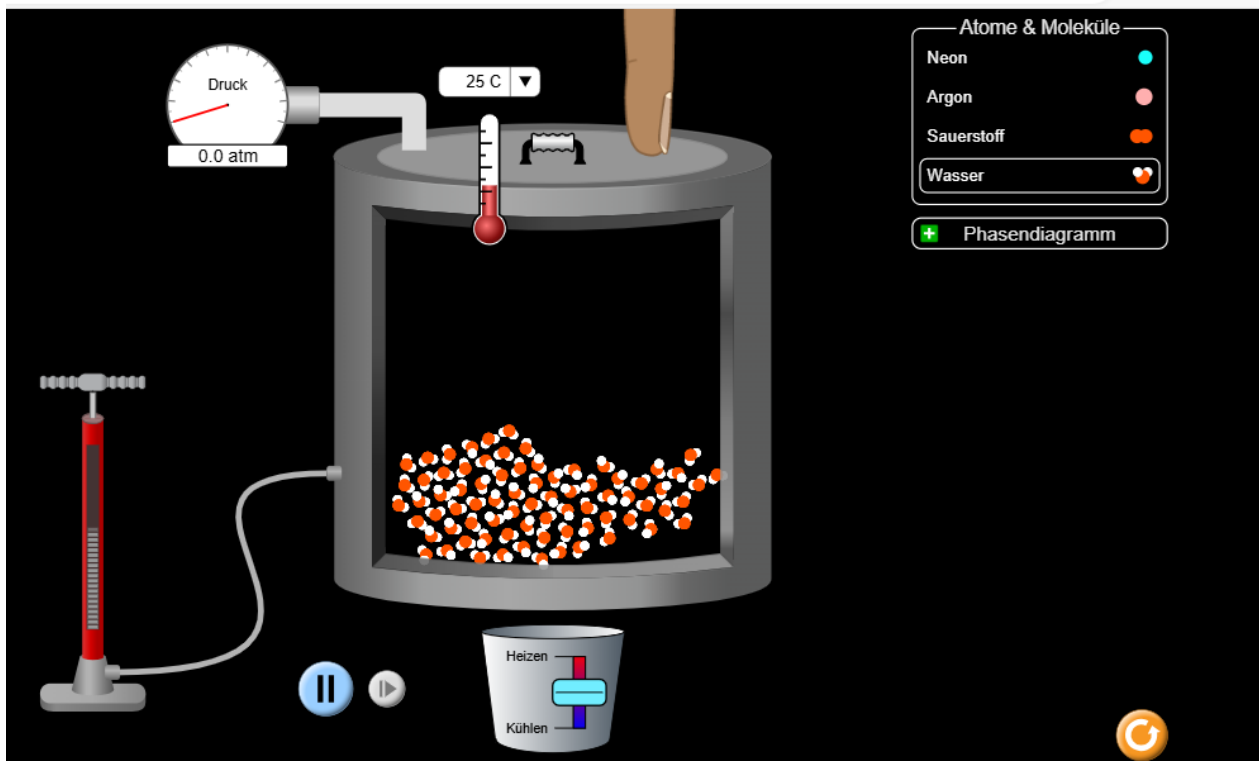 Druck
0.0 atm
25 C
Atome & Moleküle
Neon
Argon
Sauerstoff
Wasser
Phasendiagramm
Heizen
Kühlen